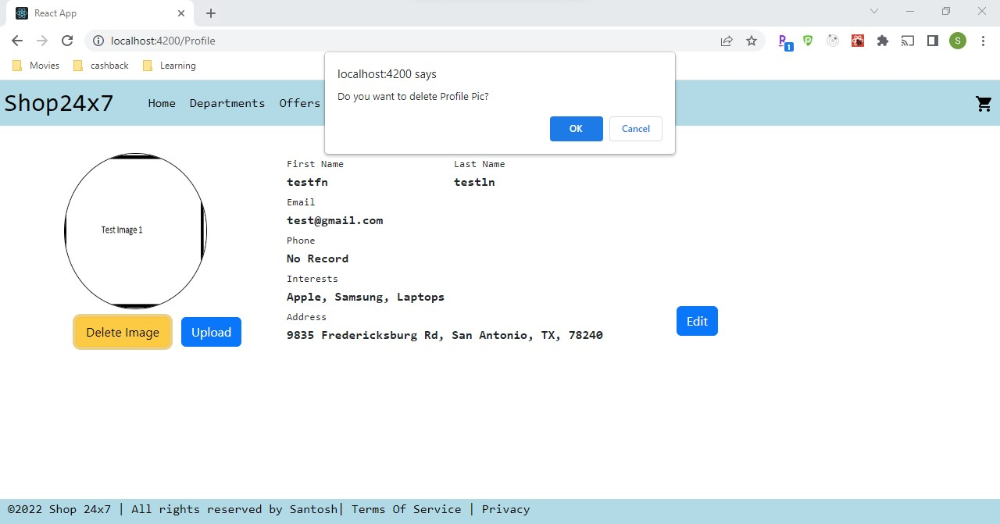 React App
localhost:4200/Profile
1
S
Movies
cashback
Learning
localhost:4200 says
Do you want to delete Profile Pic?
OK
Cancel
Shop24x7
Home
Departments
Offers
Test Image 1
First Name
Last Name
testfn
testln
Email
test@gmail.com
Phone
No Record
Interests
Apple, Samsung, Laptops
Address
9835 Fredericksburg Rd, San Antonio, TX, 78240
Delete Image
Upload
Edit
©2022 Shop 24x7 | All rights reserved by Santosh| Terms Of Service | Privacy